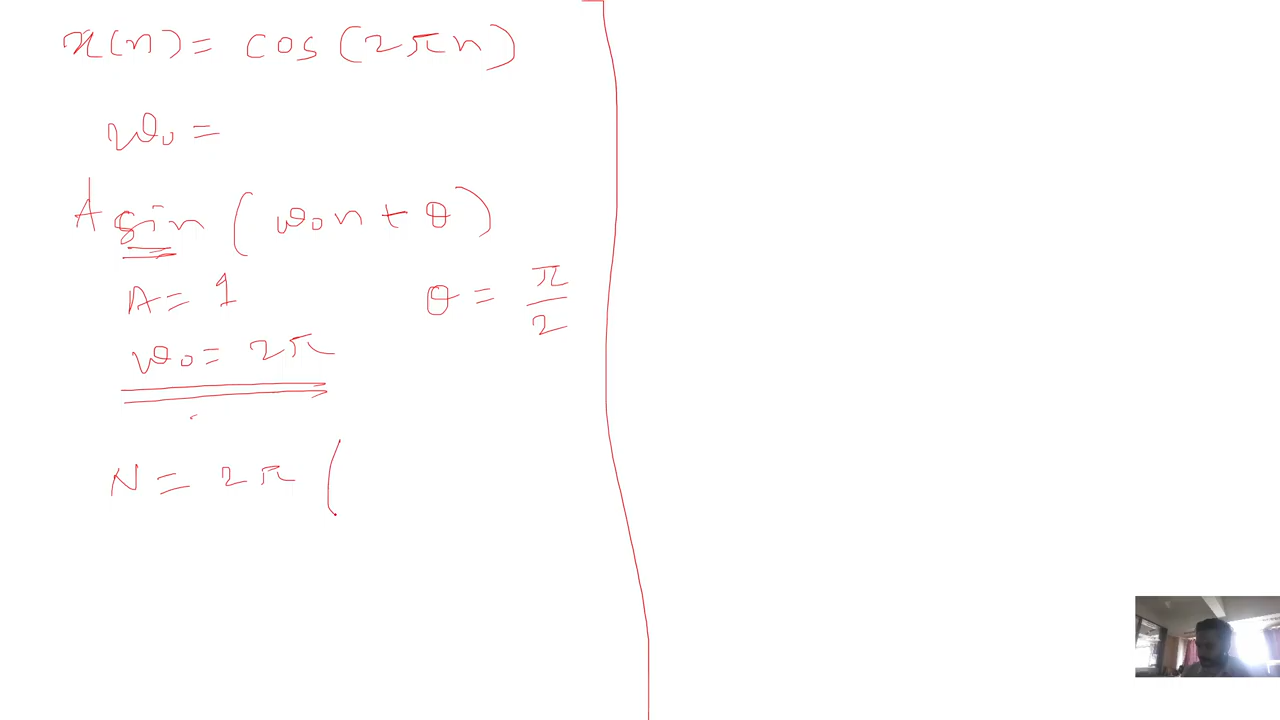 x(n) = cos(2πn)
ω₀ =
A sin (ω₀n + θ)
A = 1 θ = π/2
ω₀ = 2π
N = 2π (